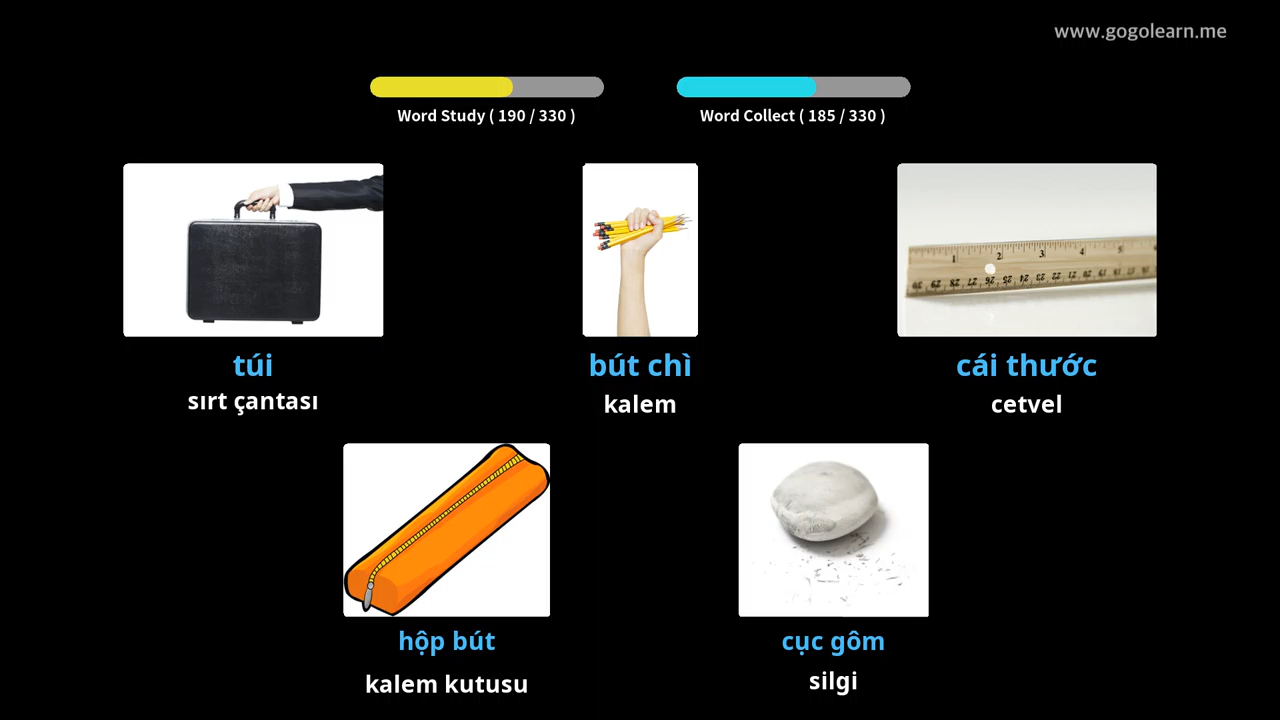 www.gogolearn.me
Word Study ( 190 / 330 )
Word Collect ( 185 / 330 )
túi
sırt çantası
bút chì
kalem
cái thước
cetvel
hộp bút
kalem kutusu
cục gôm
silgi